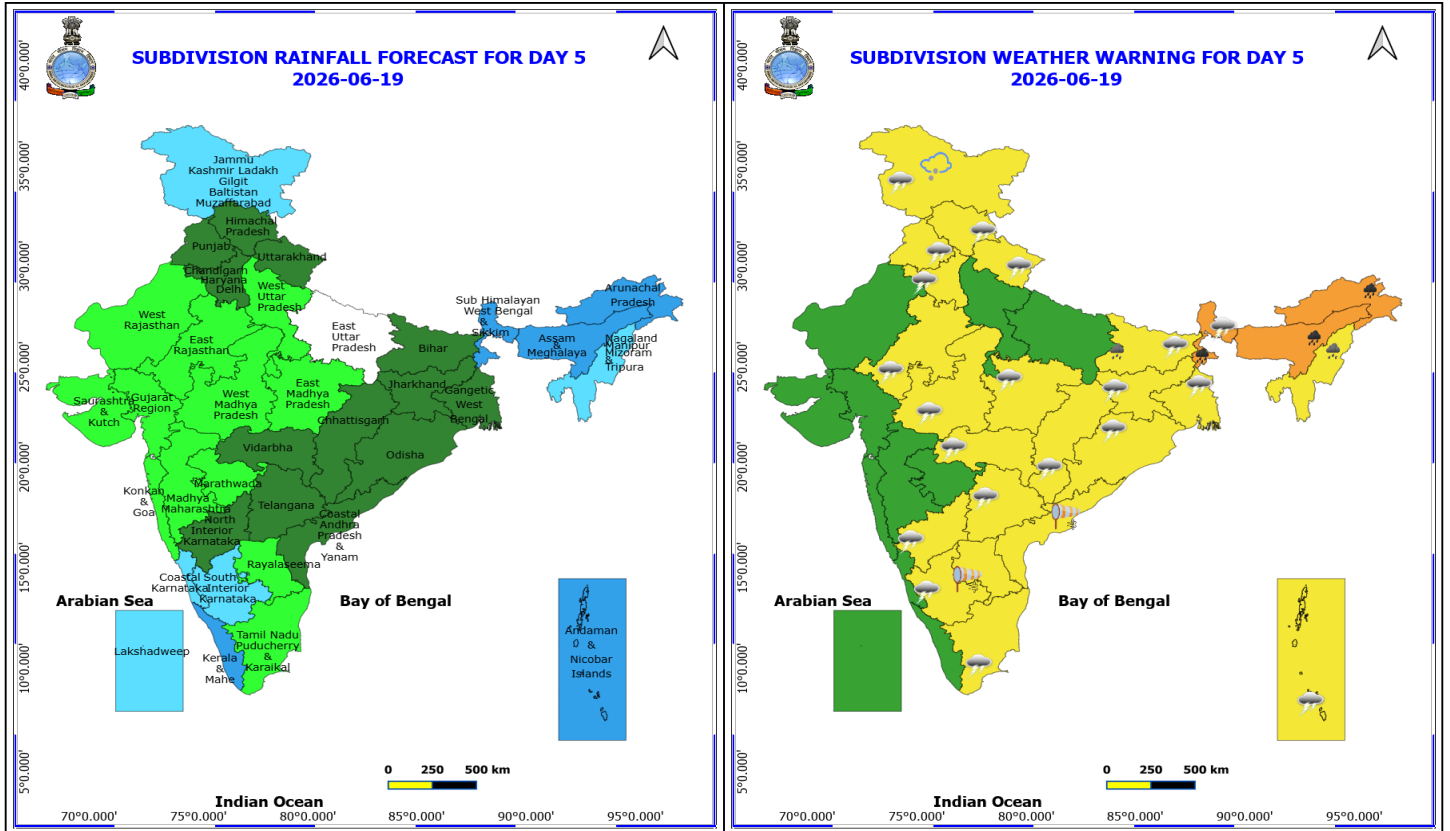 SUBDIVISION RAINFALL FORECAST FOR DAY 5
2026-06-19
40°0.000'
35°0.000'
30°0.000'
25°0.000'
20°0.000'
15°0.000'
10°0.000'
5°0.000'
Jammu
Kashmir Ladakh
Gilgit
Baltistan
Muzaffarabad
Himachal
Pradesh
Punjab
Uttarakhand
Chandigarh
Haryana
Delhi
West
Uttar
Pradesh
West
Rajasthan
East
Rajasthan
East
Uttar
Pradesh
Sub Himalayan
West Bengal
&
Sikkim
Arunachal
Pradesh
Assam
&
Meghalaya
Nagaland
Manipur
Mizoram
&
Tripura
Bihar
Jharkhand
Gangetic
West
Bengal
Saurashtra
&
Kutch
Gujarat
Region
West
Madhya
Pradesh
East
Madhya
Pradesh
Chhattisgarh
Vidarbha
Odisha
Konkan
&
Goa
Madhya
Maharashtra
Marathwada
Telangana
North
Interior
Karnataka
Coastal
Andhra
Pradesh
&
Yanam
Rayalaseema
Coastal
Karnataka
South
Interior
Karnataka
Arabian Sea
Bay of Bengal
Lakshadweep
Tamil Nadu
Puducherry
&
Karaikal
Kerala
&
Mahe
Andaman
&
Nicobar
Islands
0 250 500 km
Indian Ocean
70°0.000' 75°0.000' 80°0.000' 85°0.000' 90°0.000' 95°0.000'
SUBDIVISION WEATHER WARNING FOR DAY 5
2026-06-19
40°0.000'
35°0.000'
30°0.000'
25°0.000'
20°0.000'
15°0.000'
10°0.000'
5°0.000'
Arabian Sea
Bay of Bengal
0 250 500 km
Indian Ocean
70°0.000' 75°0.000' 80°0.000' 85°0.000' 90°0.000' 95°0.000'